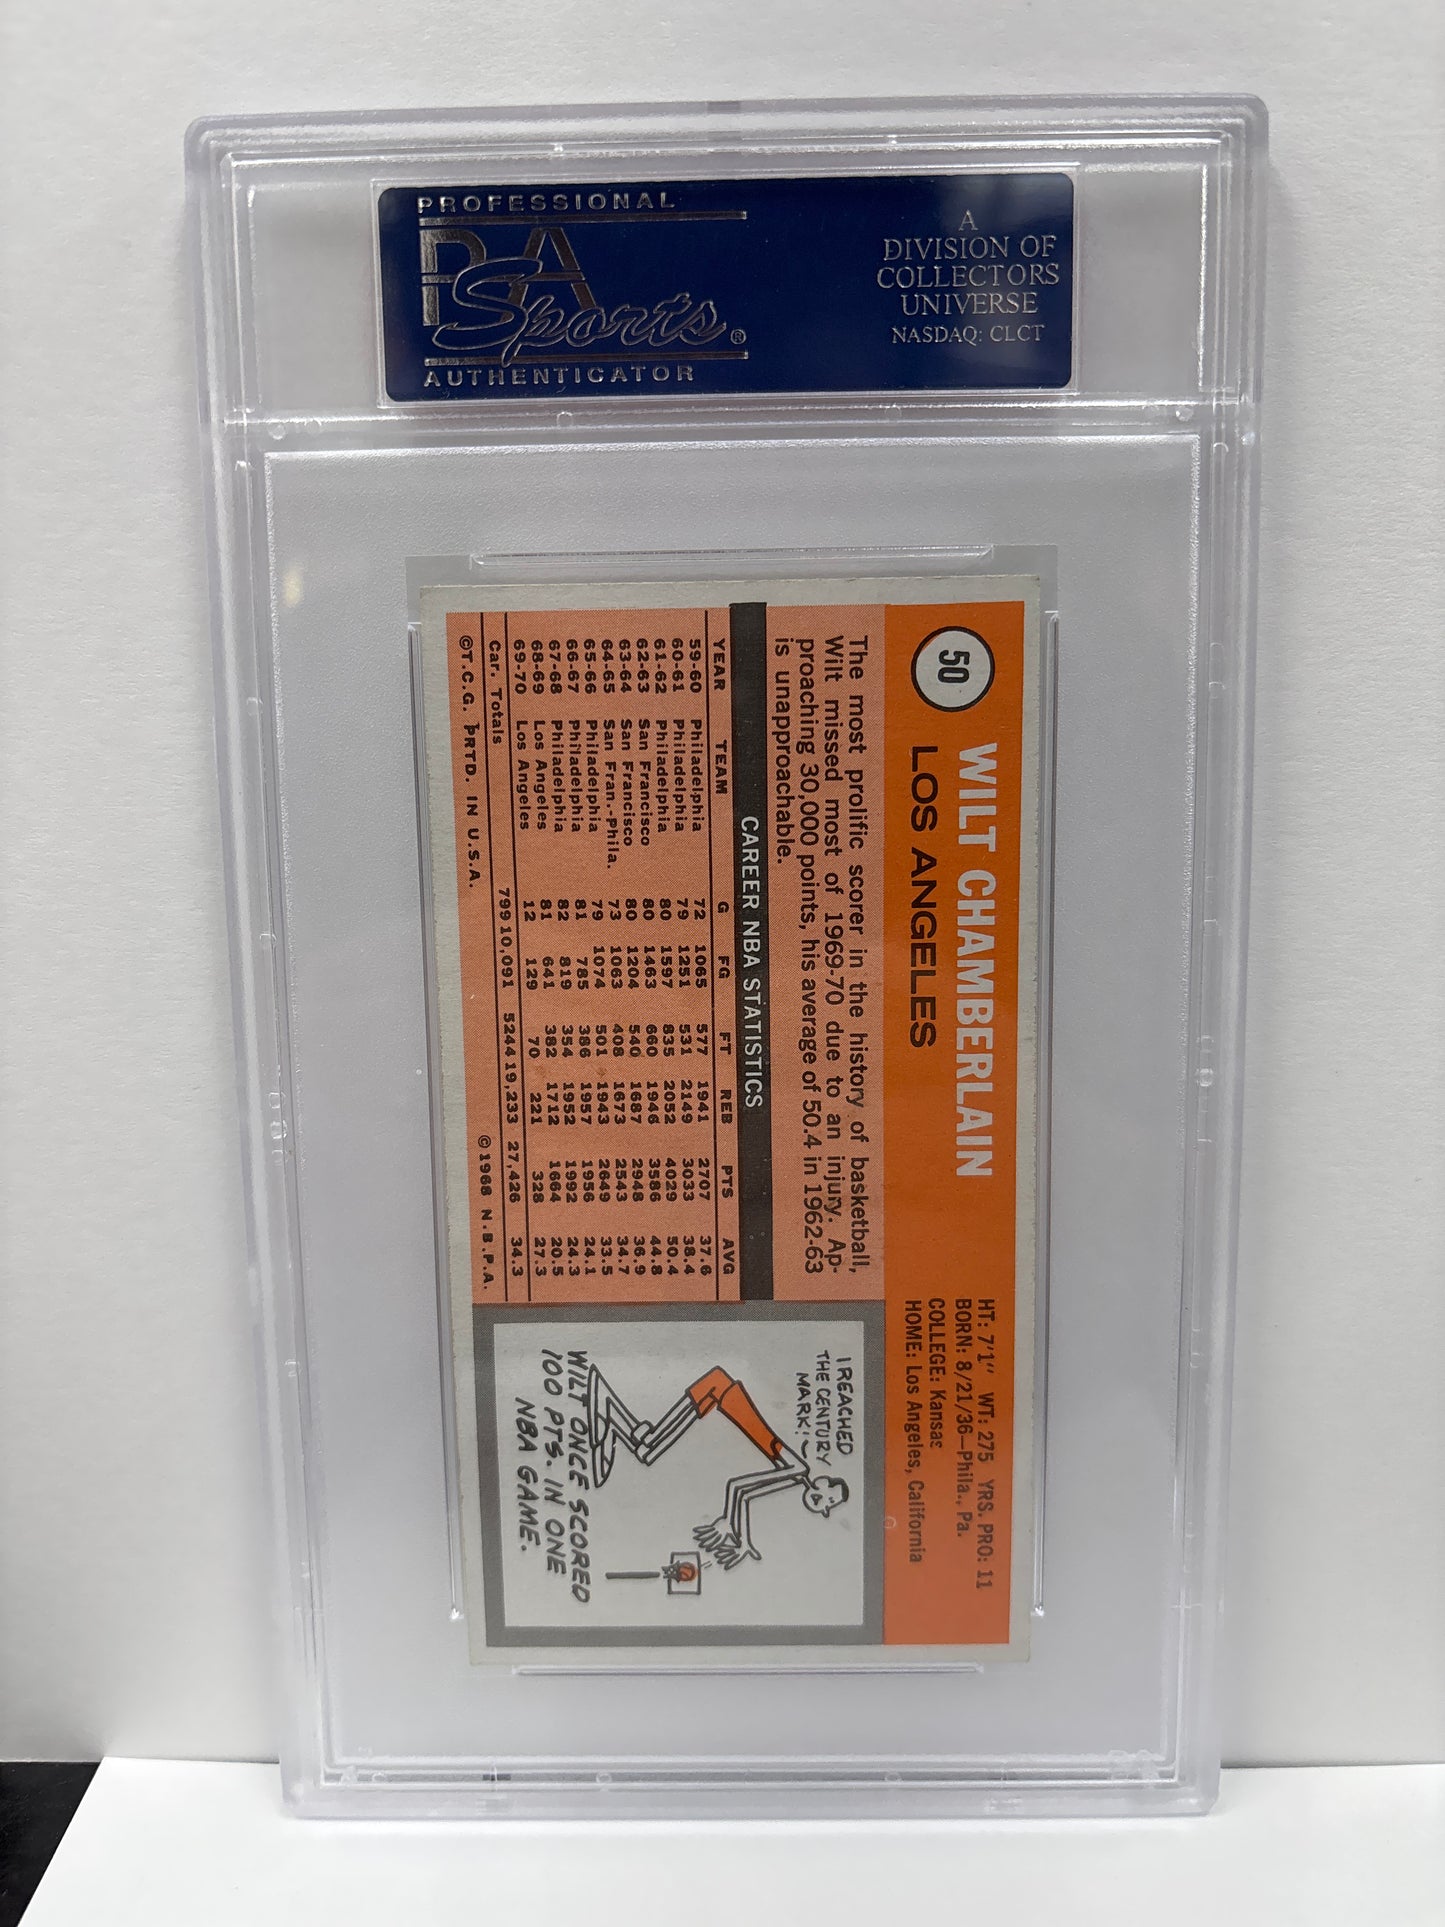 PROFESSIONAL
PSA
Sports®
AUTHENTICATOR
A
DIVISION OF
COLLECTORS
UNIVERSE
NASDAQ: CLCT
50
WILT CHAMBERLAIN
LOS ANGELES
HT: 7'1" WT: 275 YRS. PRO: 11
BORN: 8/21/36—Phila., Pa.
COLLEGE: Kansas
HOME: Los Angeles, California
The most prolific scorer in the history of basketball,
Wilt missed most of 1969-70 due to an injury. Ap-
proaching 30,000 points, his average of 50.4 in 1962-63
is unapproachable.
CAREER NBA STATISTICS
YEAR TEAM G FG FT REB PTS AVG
59-60 Philadelphia 72 1065 577 1941 2707 37.6
60-61 Philadelphia 79 1251 531 2149 3033 38.4
61-62 Philadelphia 80 1597 835 2052 4029 50.4
62-63 San Francisco 80 1463 660 1946 3586 44.8
63-64 San Francisco 80 1204 540 1687 2948 36.9
64-65 San Fran.-Phila. 73 1063 408 1673 2543 34.7
65-66 Philadelphia 79 1074 501 1943 2649 33.5
66-67 Philadelphia 81 785 386 1957 1956 24.1
67-68 Philadelphia 82 819 354 1952 1992 24.3
68-69 Los Angeles 81 641 382 1712 1664 20.5
69-70 Los Angeles 12 129 70 221 328 27.3
Car. Totals 799 10,091 5244 19,233 27,426 34.3
©T.C.G. PRTD. IN U.S.A. ©1968 N.B.P.A.
I REACHED
THE CENTURY
MARK!
WILT ONCE SCORED
100 PTS. IN ONE
NBA GAME.